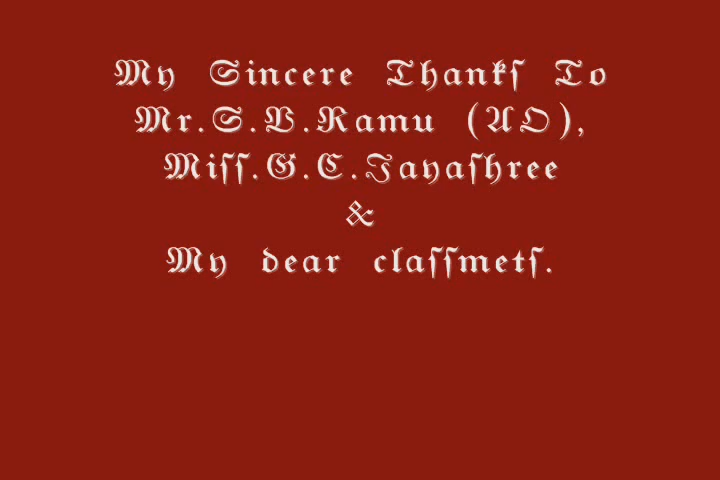 My Sincere Thanks To
Mr.S.V.Ramu (AO),
Miss.G.C.Jayashree
&
My dear classmets.